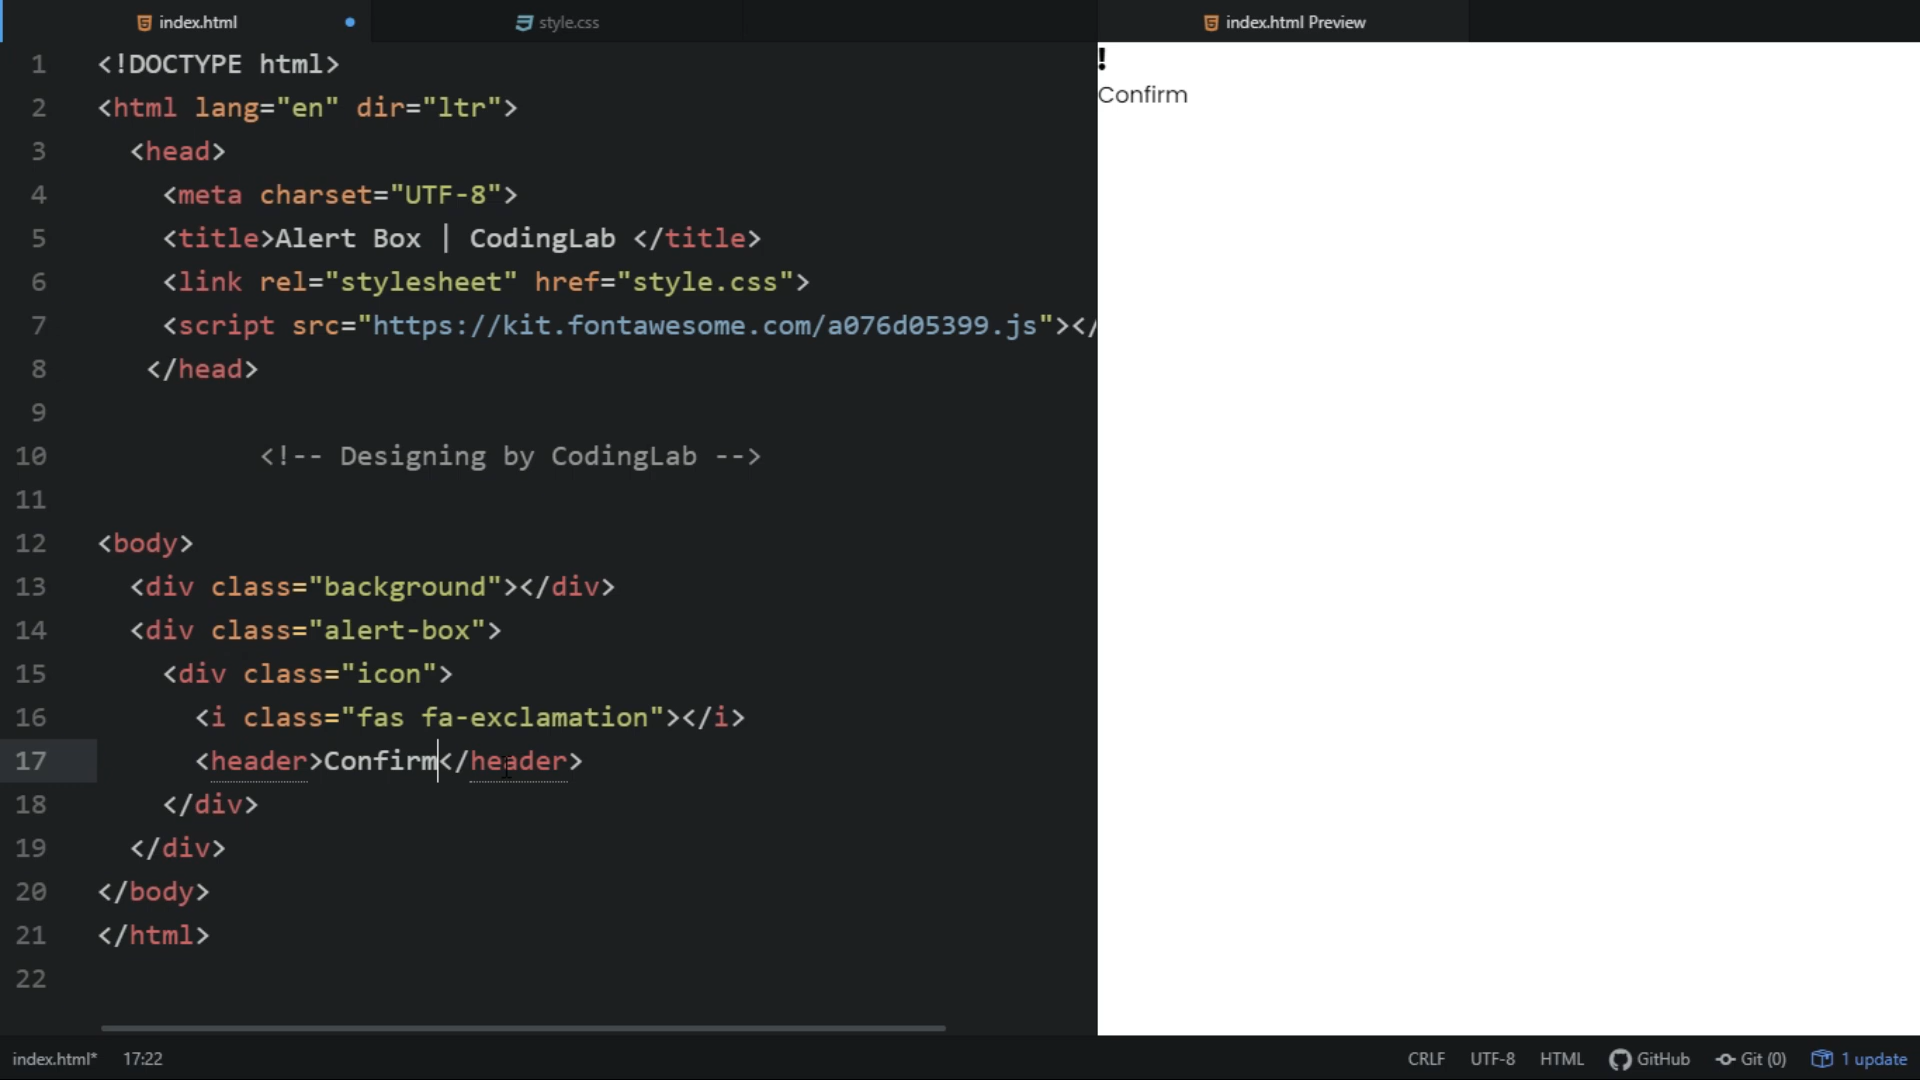 index.html
style.css
index.html Preview
1 <!DOCTYPE html>
2 <html lang="en" dir="ltr">
3 <head>
4 <meta charset="UTF-8">
5 <title>Alert Box | CodingLab </title>
6 <link rel="stylesheet" href="style.css">
7 <script src="https://kit.fontawesome.com/a076d05399.js"></
8 </head>
9
10 <!-- Designing by CodingLab -->
11
12 <body>
13 <div class="background"></div>
14 <div class="alert-box">
15 <div class="icon">
16 <i class="fas fa-exclamation"></i>
17 <header>Confirm</header>
18 </div>
19 </div>
20 </body>
21 </html>
22
!
Confirm
index.html* 17:22
CRLF UTF-8 HTML GitHub Git (0) 1 update